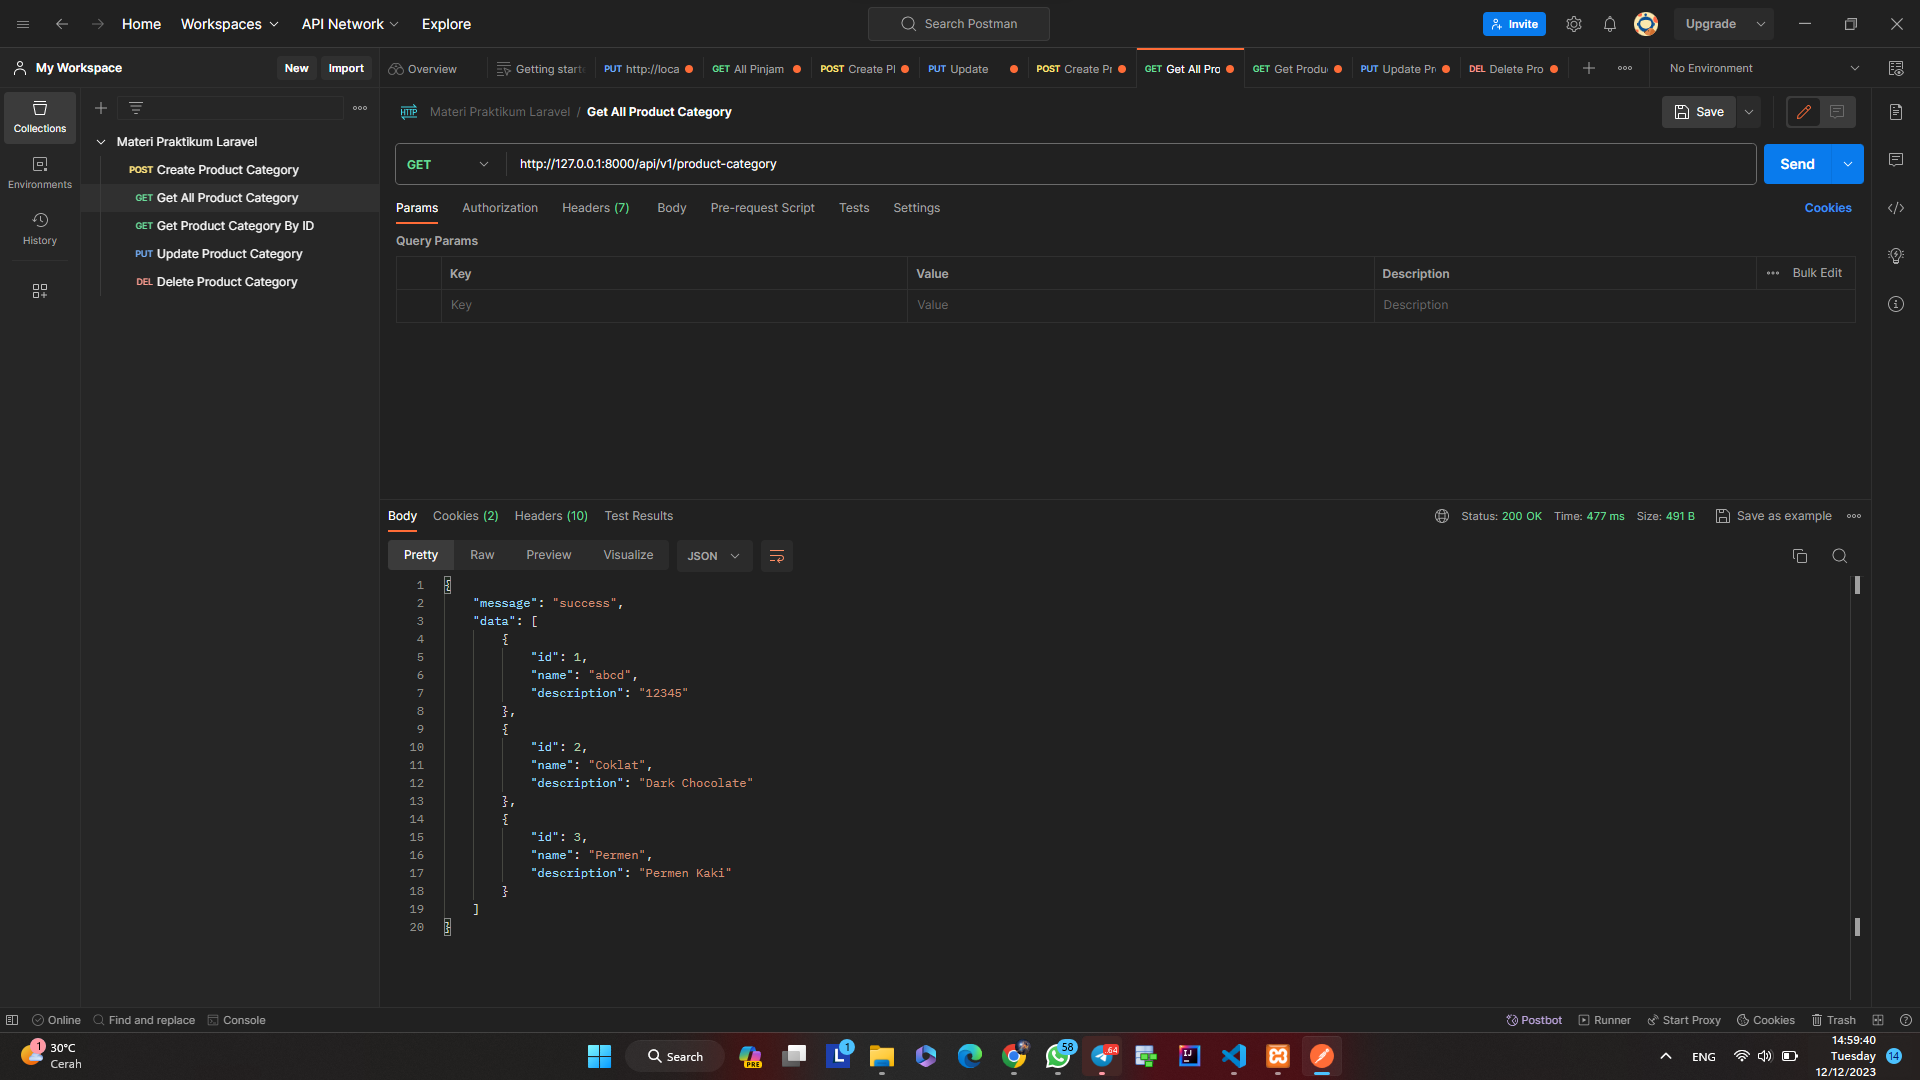 Home Workspaces API Network Explore Search Postman Invite Upgrade
My Workspace New Import Overview Getting start PUT http://loca GET All Pinjam POST Create Pl PUT Update POST Create Pr GET Get All Pro GET Get Produ PUT Update Pr DEL Delete Pro No Environment
Collections
Environments
History
Materi Praktikum Laravel
POST Create Product Category
GET Get All Product Category
GET Get Product Category By ID
PUT Update Product Category
DEL Delete Product Category
HTTP Materi Praktikum Laravel / Get All Product Category Save
GET http://127.0.0.1:8000/api/v1/product-category Send
Params Authorization Headers (7) Body Pre-request Script Tests Settings Cookies
Query Params
Key Value Description Bulk Edit
Key Value Description
Body Cookies (2) Headers (10) Test Results Status: 200 OK Time: 477 ms Size: 491 B Save as example
Pretty Raw Preview Visualize JSON
1 {
2 "message": "success",
3 "data": [
4 {
5 "id": 1,
6 "name": "abcd",
7 "description": "12345"
8 },
9 {
10 "id": 2,
11 "name": "Coklat",
12 "description": "Dark Chocolate"
13 },
14 {
15 "id": 3,
16 "name": "Permen",
17 "description": "Permen Kaki"
18 }
19 ]
20 }
Online Find and replace Console Postbot Runner Start Proxy Cookies Trash
1 30°C
Cerah
Search PRE L 1 58 64 IJ
ENG
14:59:40
Tuesday 14
12/12/2023